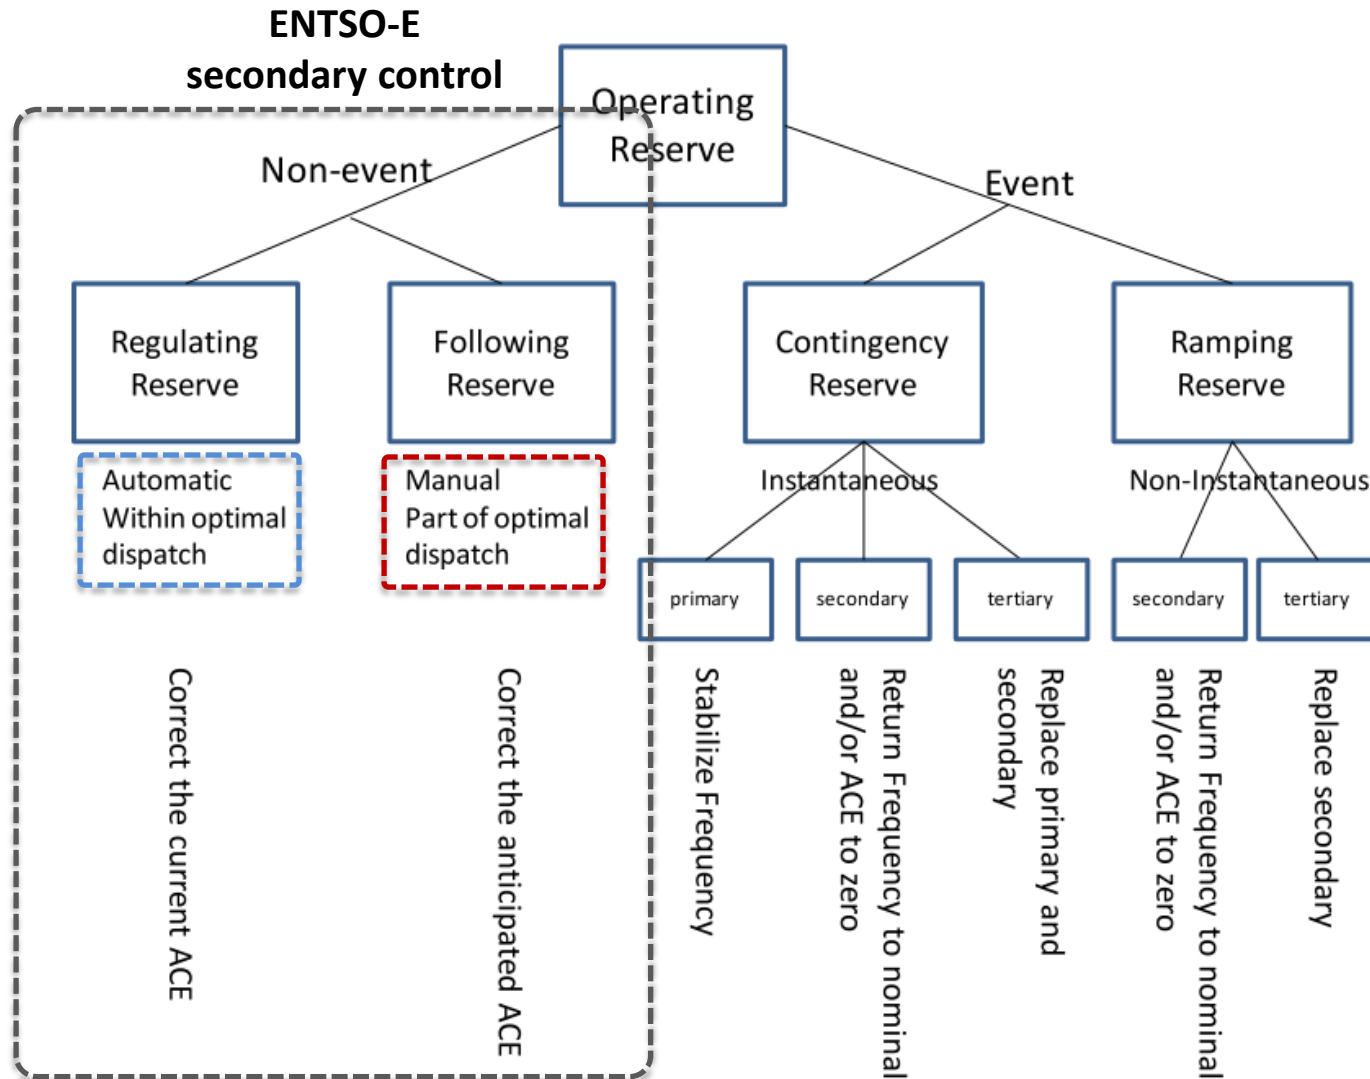 ENTSO-E
secondary control
Operating
Reserve
Non-event
Event
Regulating
Reserve
Following
Reserve
Contingency
Reserve
Ramping
Reserve
Automatic
Within optimal
dispatch
Manual
Part of optimal
dispatch
Instantaneous
Non-Instantaneous
primary
secondary
tertiary
secondary
tertiary
Correct the current ACE
Correct the anticipated ACE
Stabilize Frequency
Return Frequency to nominal
and/or ACE to zero
Replace primary and
secondary
Return Frequency to nominal
and/or ACE to zero
Replace secondary